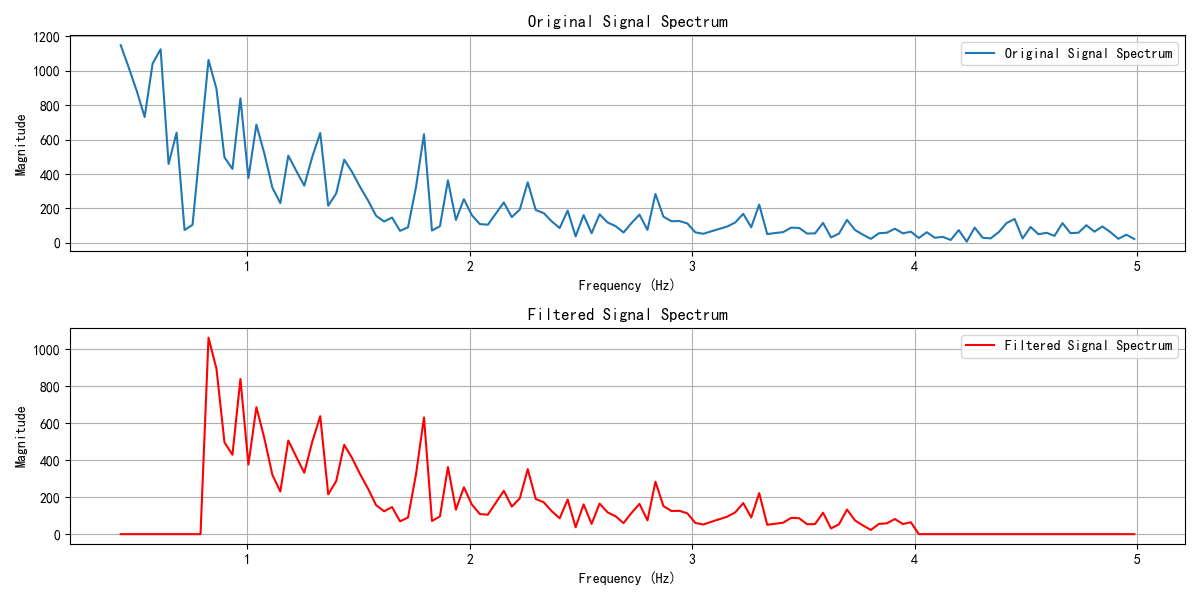 Original Signal Spectrum
Original Signal Spectrum
Magnitude
1200
1000
800
600
400
200
0
1 2 3 4 5
Frequency (Hz)
Filtered Signal Spectrum
Filtered Signal Spectrum
Magnitude
1000
800
600
400
200
0
1 2 3 4 5
Frequency (Hz)